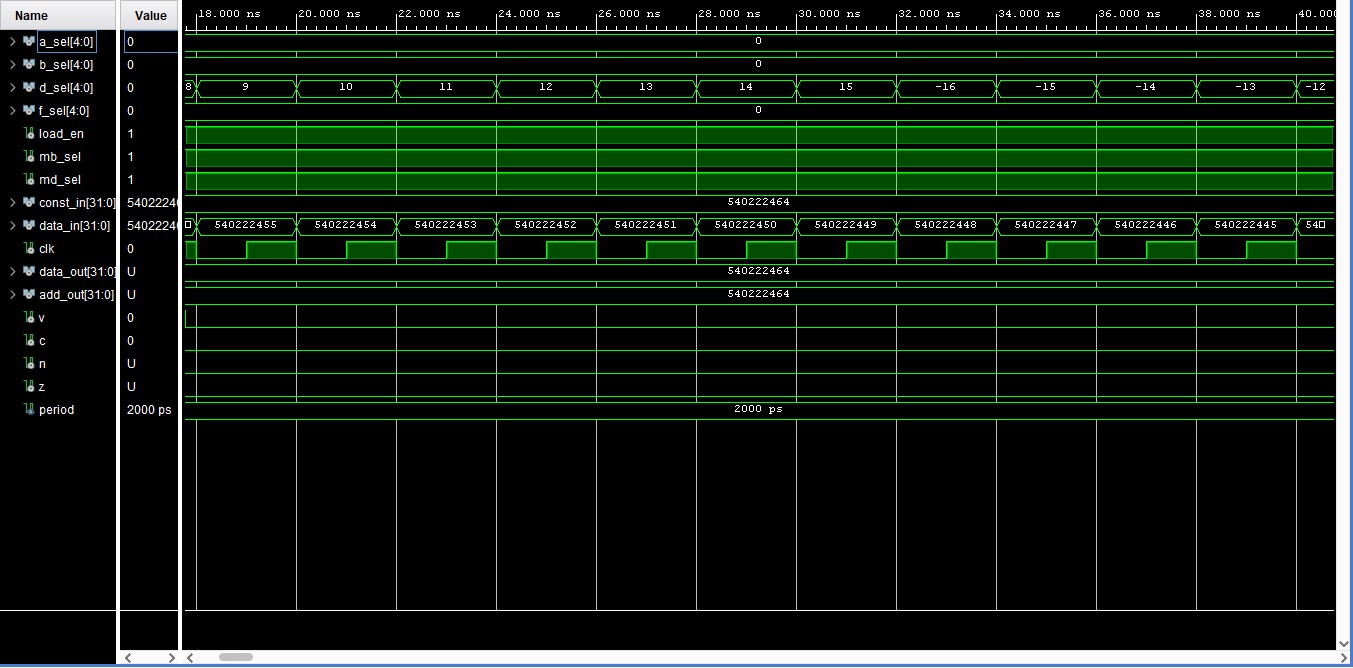 Name Value 18.000 ns 20.000 ns 22.000 ns 24.000 ns 26.000 ns 28.000 ns 30.000 ns 32.000 ns 34.000 ns 36.000 ns 38.000 ns 40.000
a_sel[4:0] 0 0
b_sel[4:0] 0 0
d_sel[4:0] 0 8 9 10 11 12 13 14 15 -16 -15 -14 -13 -12
f_sel[4:0] 0 0
load_en 1
mb_sel 1
md_sel 1
const_in[31:0] 5402224 540222464
data_in[31:0] 5402224 540222455 540222454 540222453 540222452 540222451 540222450 540222449 540222448 540222447 540222446 540222445 54
clk 0
data_out[31:0] U 540222464
add_out[31:0] U 540222464
v 0
c 0
n U
z U
period 2000 ps 2000 ps